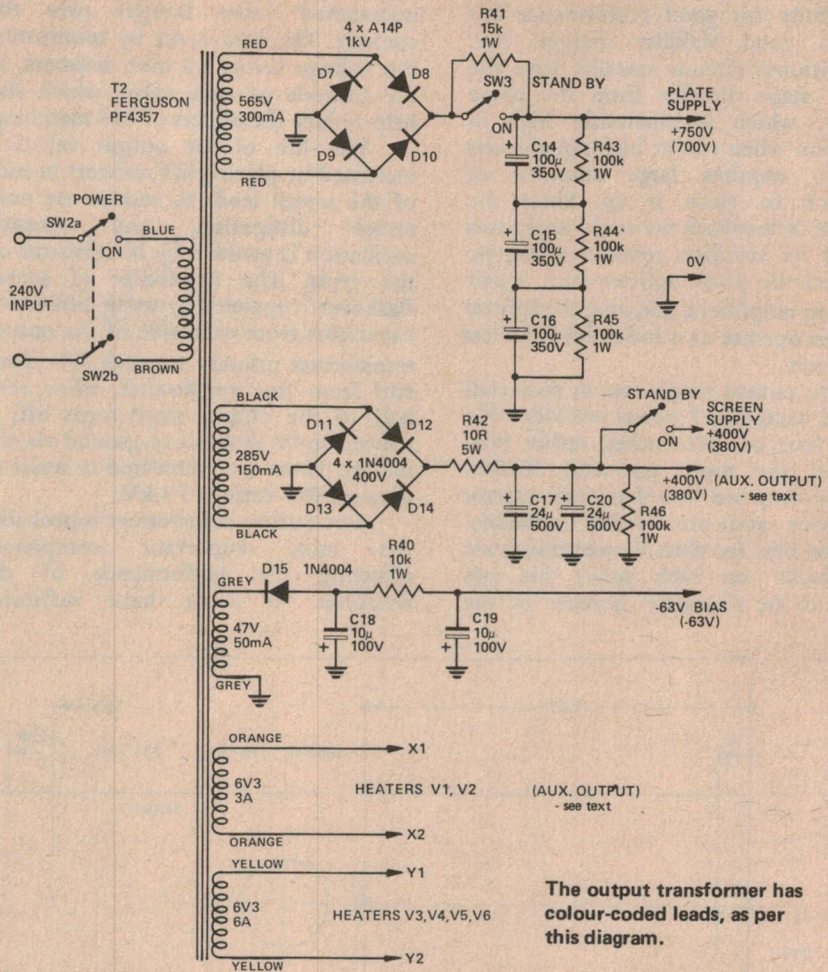 R41
15k
1W
4 x A14P
1kV
RED
SW3
STAND BY
T2
FERGUSON
PF4357
D7
D8
565V
300mA
ON
PLATE
SUPPLY
+750V
(700V)
D9
D10
C14
100µ
350V
R43
100k
1W
RED
POWER
SW2a
ON
BLUE
C15
100µ
350V
R44
100k
1W
0V
240V
INPUT
C16
100µ
350V
R45
100k
1W
SW2b
BROWN
BLACK
STAND BY
D11
D12
R42
10R
5W
ON
SCREEN
SUPPLY
+400V
(380V)
285V
150mA
4 x 1N4004
400V
+400V
(380V)
(AUX. OUTPUT)
- see text
D13
D14
C17
24µ
500V
C20
24µ
500V
R46
100k
1W
BLACK
R40
10k
1W
D15
1N4004
GREY
-63V BIAS
(-63V)
47V
50mA
C18
10µ
100V
C19
10µ
100V
GREY
ORANGE
X1
6V3
3A
HEATERS V1, V2
(AUX. OUTPUT)
- see text
X2
ORANGE
YELLOW
Y1
6V3
6A
HEATERS V3,V4,V5,V6
Y2
YELLOW
The output transformer has
colour-coded leads, as per
this diagram.